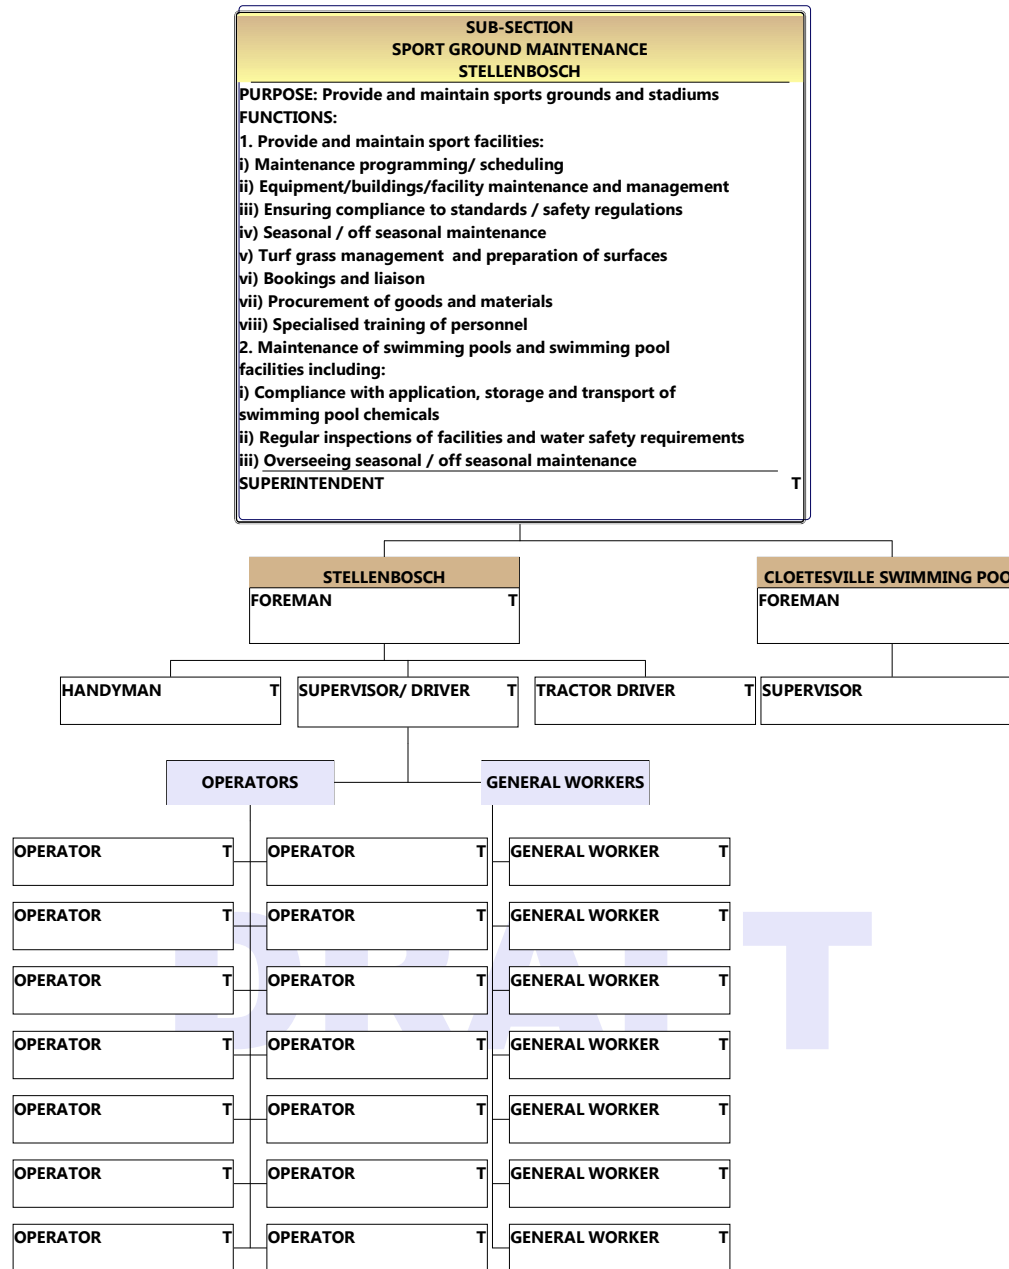 SUB-SECTION
SPORT GROUND MAINTENANCE
STELLENBOSCH
PURPOSE: Provide and maintain sports grounds and stadiums
FUNCTIONS:
1. Provide and maintain sport facilities:
i) Maintenance programming/ scheduling
ii) Equipment/buildings/facility maintenance and management
iii) Ensuring compliance to standards / safety regulations
iv) Seasonal / off seasonal maintenance
v) Turf grass management and preparation of surfaces
vi) Bookings and liaison
vii) Procurement of goods and materials
viii) Specialised training of personnel
2. Maintenance of swimming pools and swimming pool
facilities including:
i) Compliance with application, storage and transport of
swimming pool chemicals
ii) Regular inspections of facilities and water safety requirements
iii) Overseeing seasonal / off seasonal maintenance
SUPERINTENDENT T
STELLENBOSCH CLOETESVILLE SWIMMING POO
FOREMAN T FOREMAN
HANDYMAN T SUPERVISOR/ DRIVER T TRACTOR DRIVER T SUPERVISOR
OPERATORS GENERAL WORKERS
OPERATOR T OPERATOR T GENERAL WORKER T
OPERATOR T OPERATOR T GENERAL WORKER T
OPERATOR T OPERATOR T GENERAL WORKER T
OPERATOR T OPERATOR T GENERAL WORKER T
OPERATOR T OPERATOR T GENERAL WORKER T
OPERATOR T OPERATOR T GENERAL WORKER T
OPERATOR T OPERATOR T GENERAL WORKER T
DRAFT